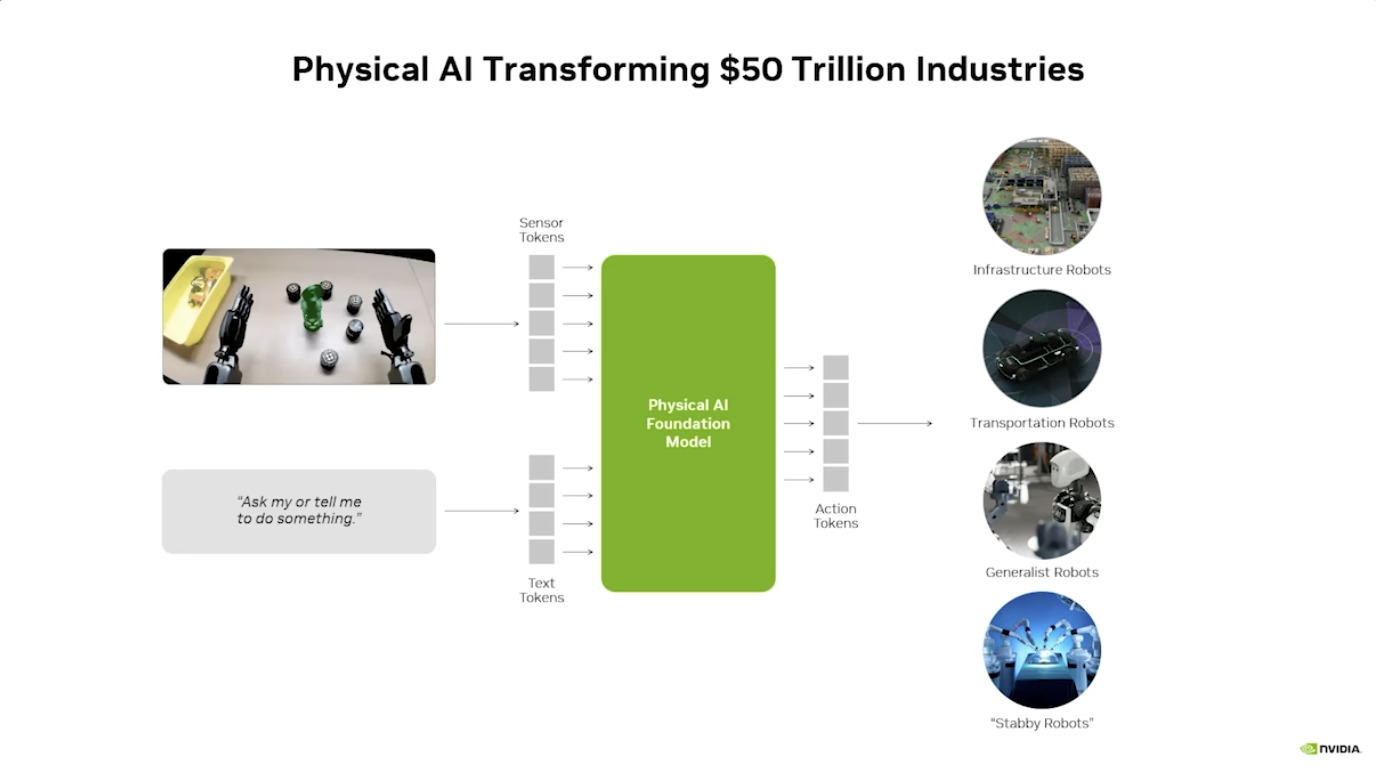 Physical AI Transforming $50 Trillion Industries
Sensor
Tokens
"Ask my or tell me
to do something."
Text
Tokens
Physical AI
Foundation
Model
Action
Tokens
Infrastructure Robots
Transportation Robots
Generalist Robots
"Stabby Robots"
NVIDIA.